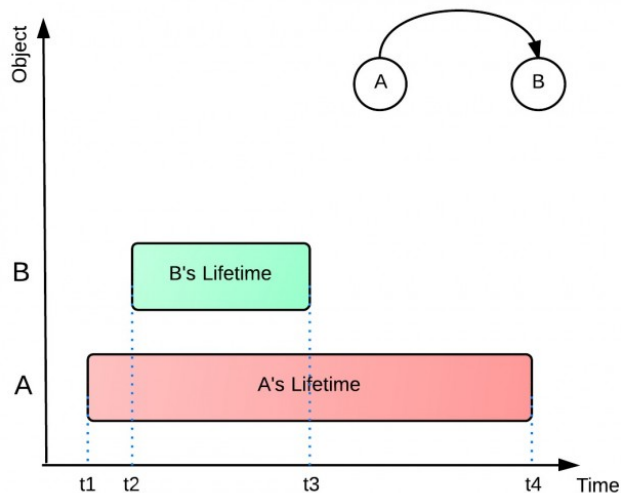 Object
A
B
B
B's Lifetime
A
A's Lifetime
t1 t2 t3 t4 Time